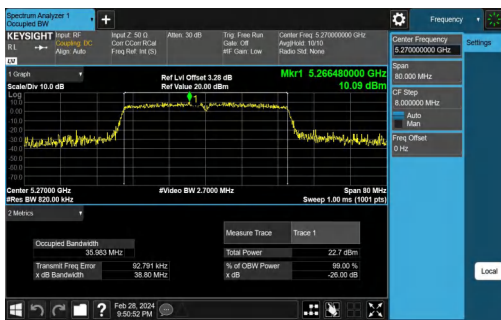 Spectrum Analyzer 1
Occupied BW
Frequency
KEYSIGHT
Input: RF
Coupling: DC
Align: Auto
Input Z: 50 Ω
Corr CCorr RCal
Freq Ref: Int (S)
Atten: 30 dB
Trig: Free Run
Gate: Off
#IF Gain: Low
Center Freq: 5.270000000 GHz
Avg|Hold: 10/10
Radio Std: None
RL
LVI
Center Frequency
5.270000000 GHz
Settings
Span
80.000 MHz
CF Step
8.000000 MHz
Auto
Man
Freq Offset
0 Hz
Local
1 Graph
Scale/Div 10.0 dB
Ref Lvl Offset 3.28 dB
Ref Value 20.00 dBm
Mkr1 5.266480000 GHz
10.09 dBm
Log
10.0
0.00
-10.0
-20.0
-30.0
-40.0
-50.0
-60.0
-70.0
1
Center 5.27000 GHz
#Res BW 820.00 kHz
#Video BW 2.7000 MHz
Span 80 MHz
Sweep 1.00 ms (1001 pts)
2 Metrics
Measure Trace
Trace 1
Occupied Bandwidth
35.983 MHz
Total Power
22.7 dBm
Transmit Freq Error
92.791 kHz
% of OBW Power
99.00 %
x dB Bandwidth
38.80 MHz
x dB
-26.00 dB
Feb 28, 2024
9:50:52 PM